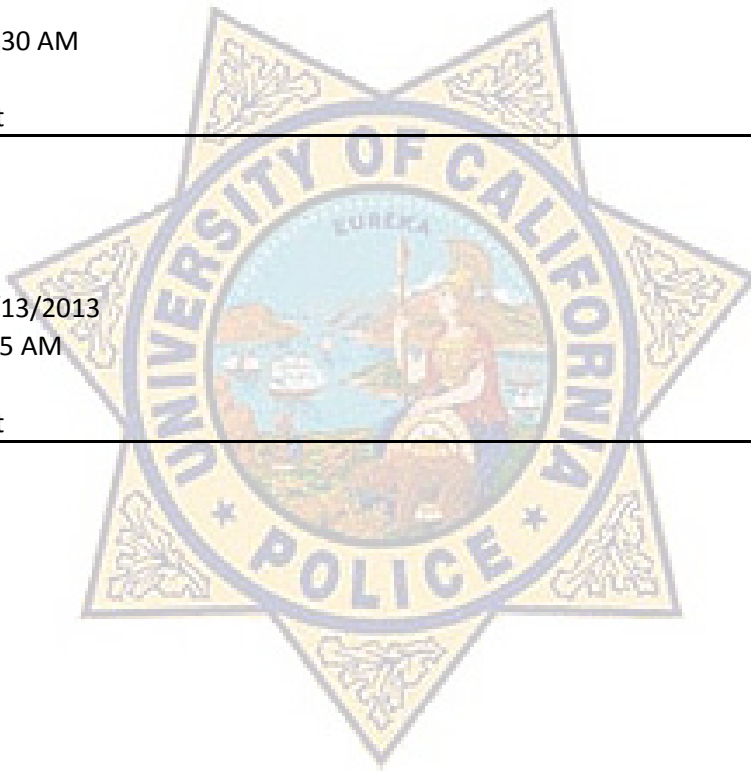 30 AM
t
UNIVERSITY OF CALIFORNIA
EUREKA
13/2013
5 AM
t
* POLICE *